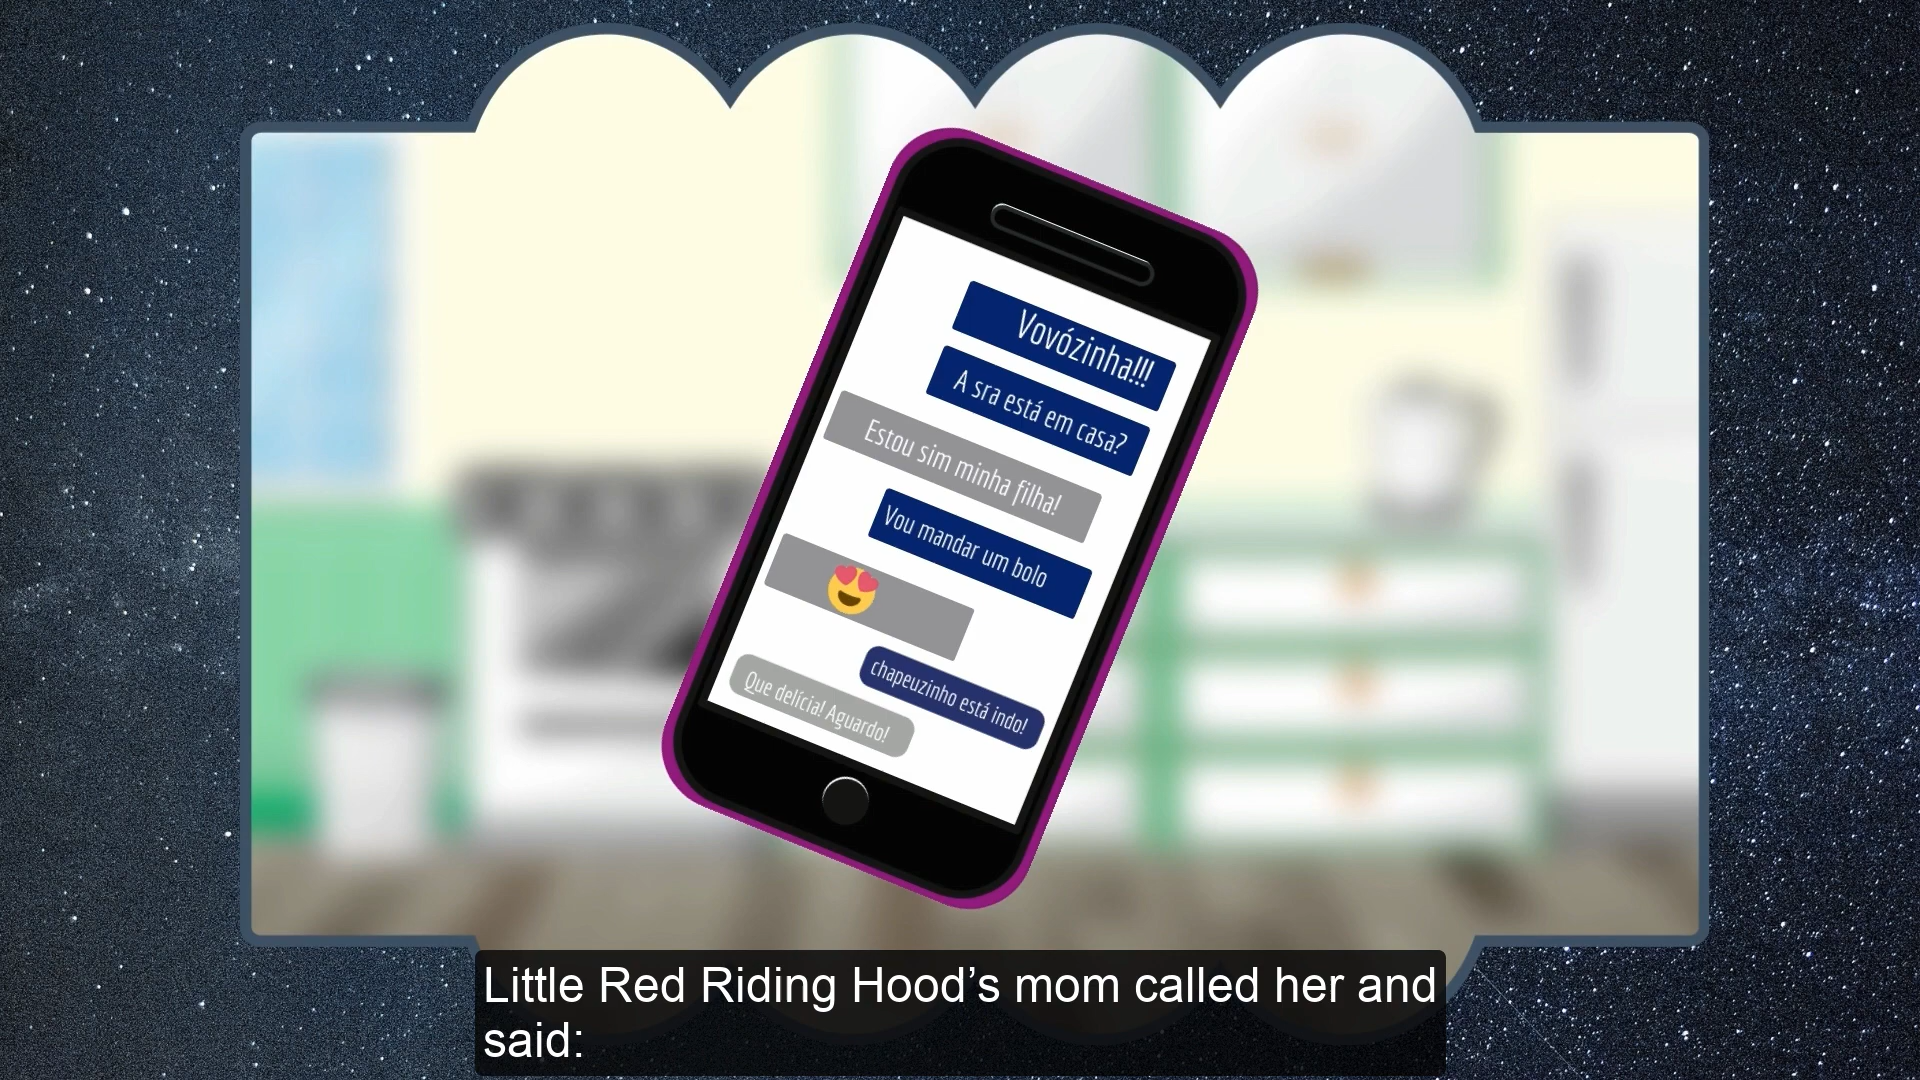 Vovózinha!!!
A sra está em casa?
Estou sim minha filha!
Vou mandar um bolo
chapeuzinho está indo!
Que delícia! Aguardo!
Little Red Riding Hood’s mom called her and
said: